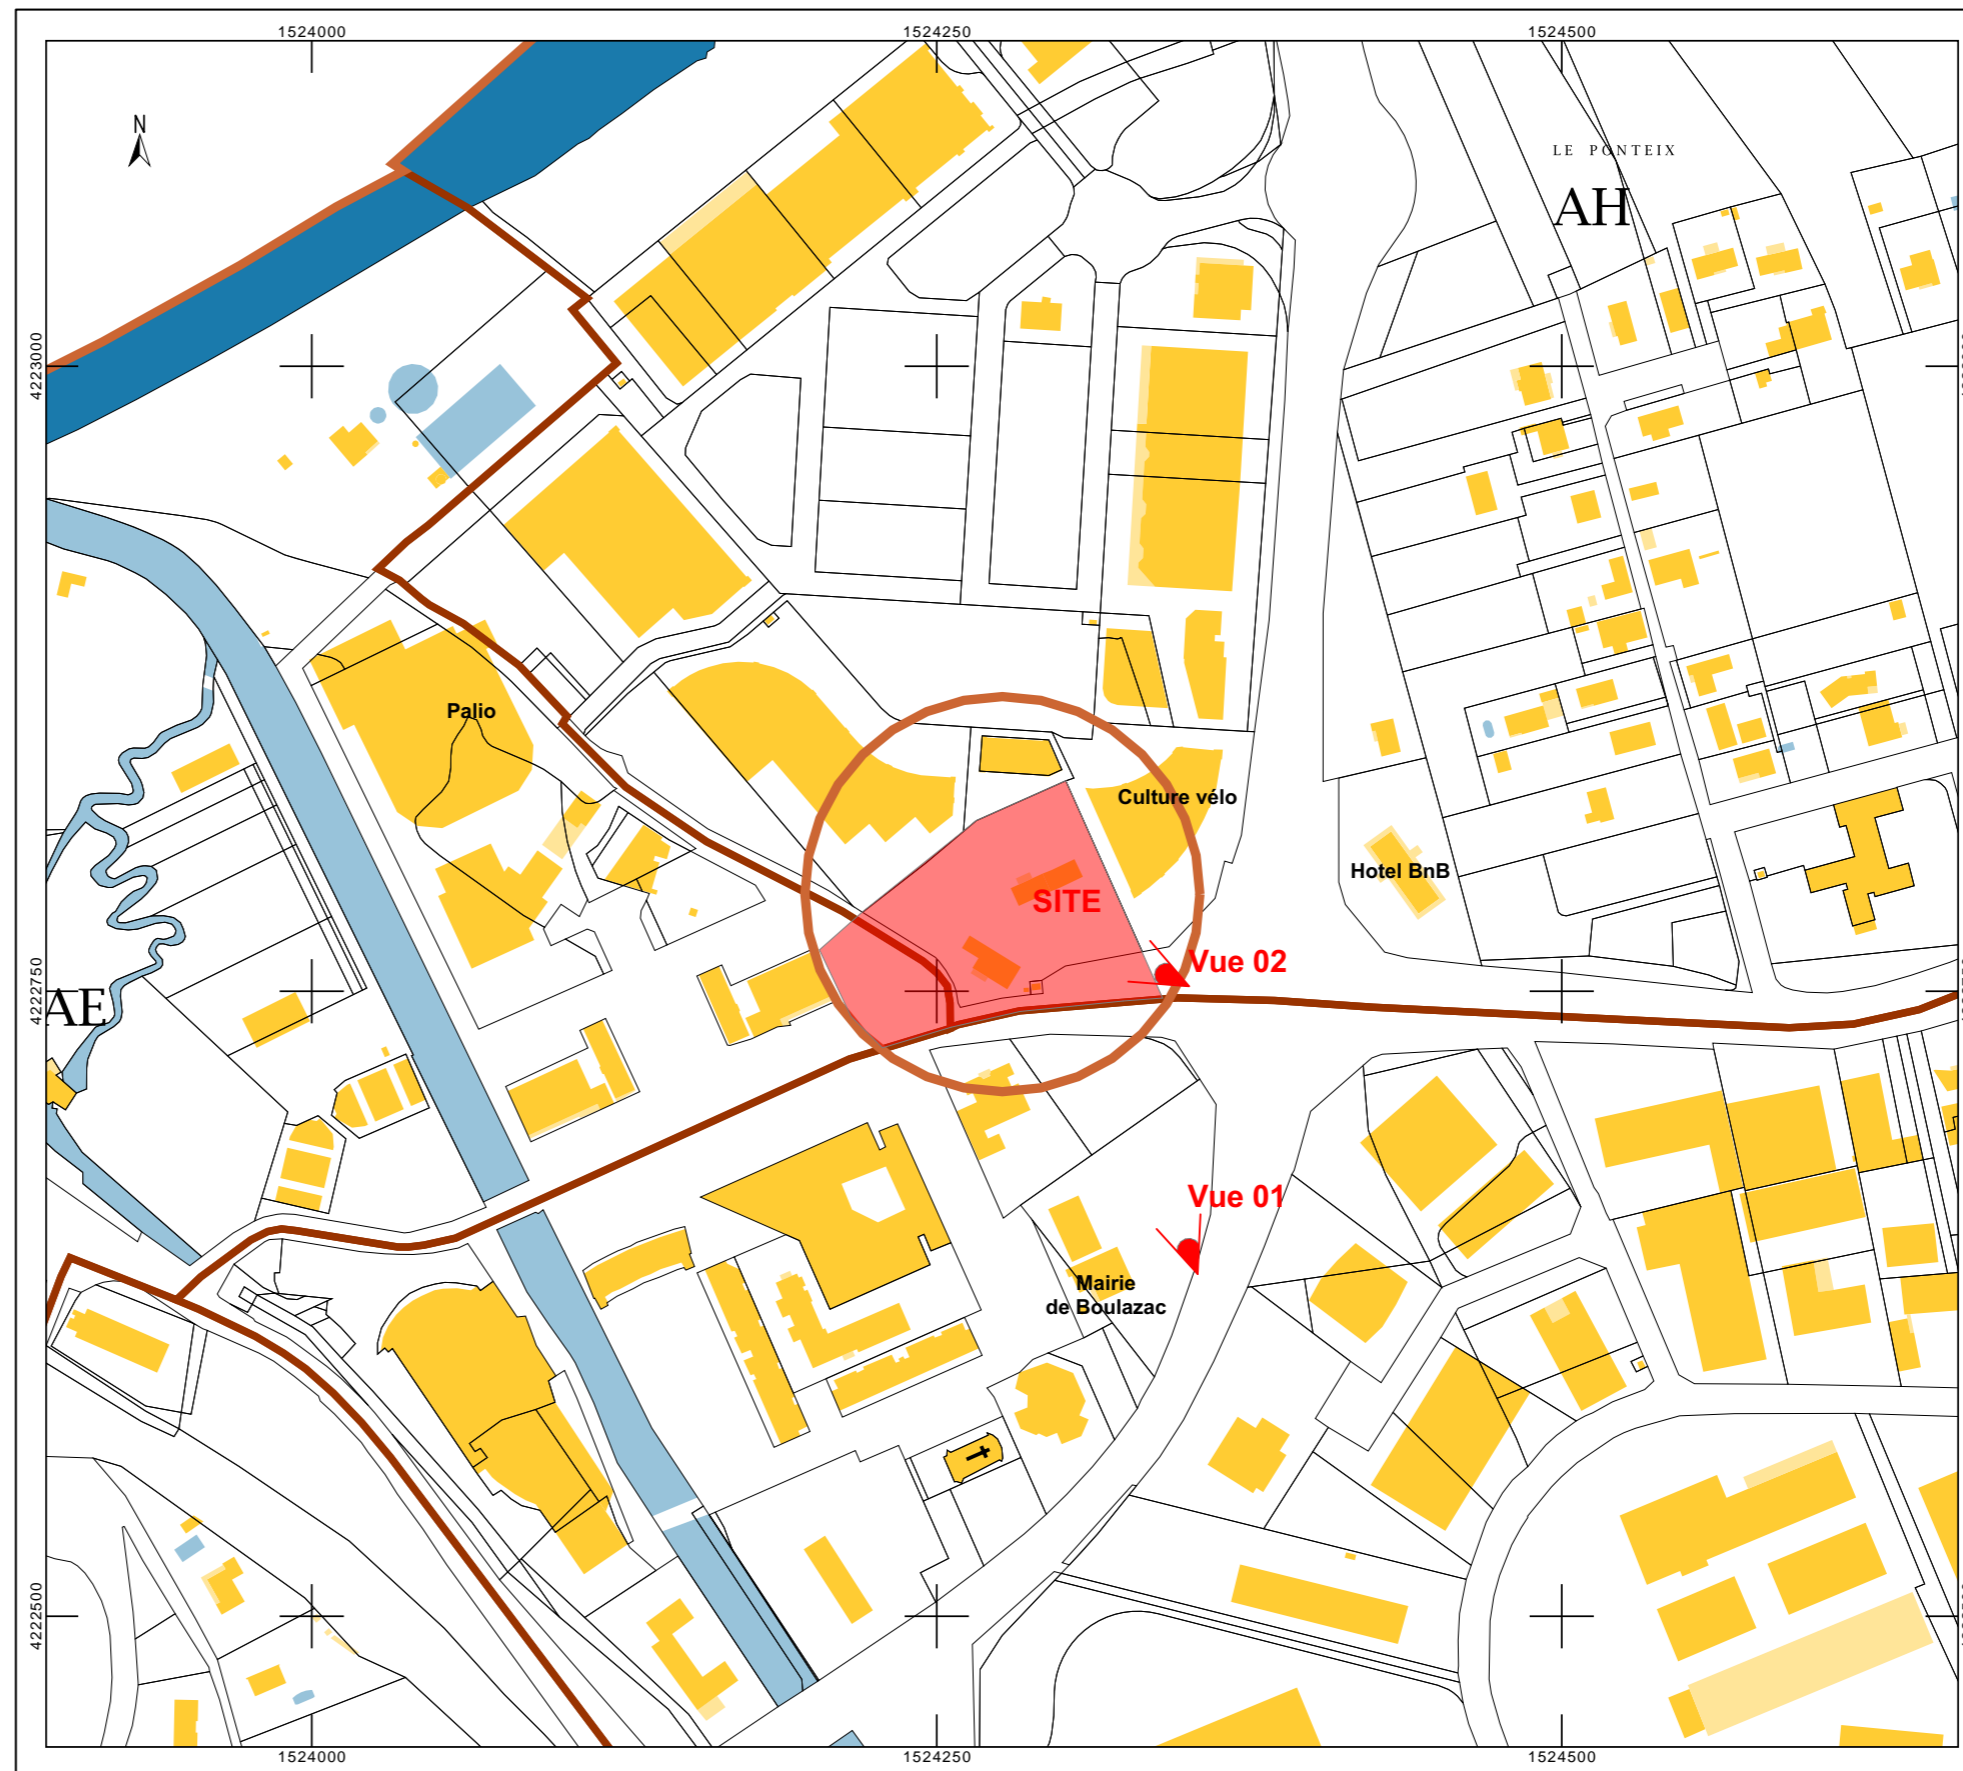 1524000
1524250
1524500
N
LE PONTEIX
AH
4223000
Palio
Culture vélo
Hotel BnB
SITE
Vue 02
4222750
AE
Vue 01
Mairie
de Boulazac
4222500
1524000
1524250
1524500